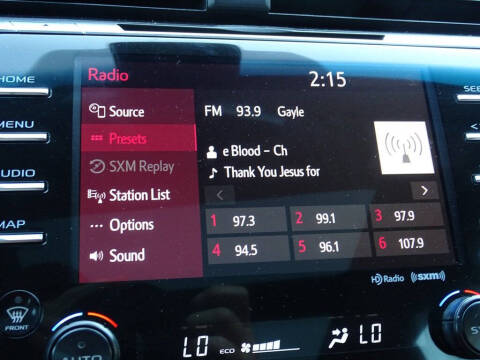 Radio
2:15
HOME
MENU
AUDIO
MAP
Source
Presets
SXM Replay
Station List
Options
Sound
FM 93.9 Gayle
e Blood – Ch
Thank You Jesus for
1 97.3
2 99.1
3 97.9
4 94.5
5 96.1
6 107.9
HD Radio
((sxm))
FRONT
AUTO
LO
ECO
LO